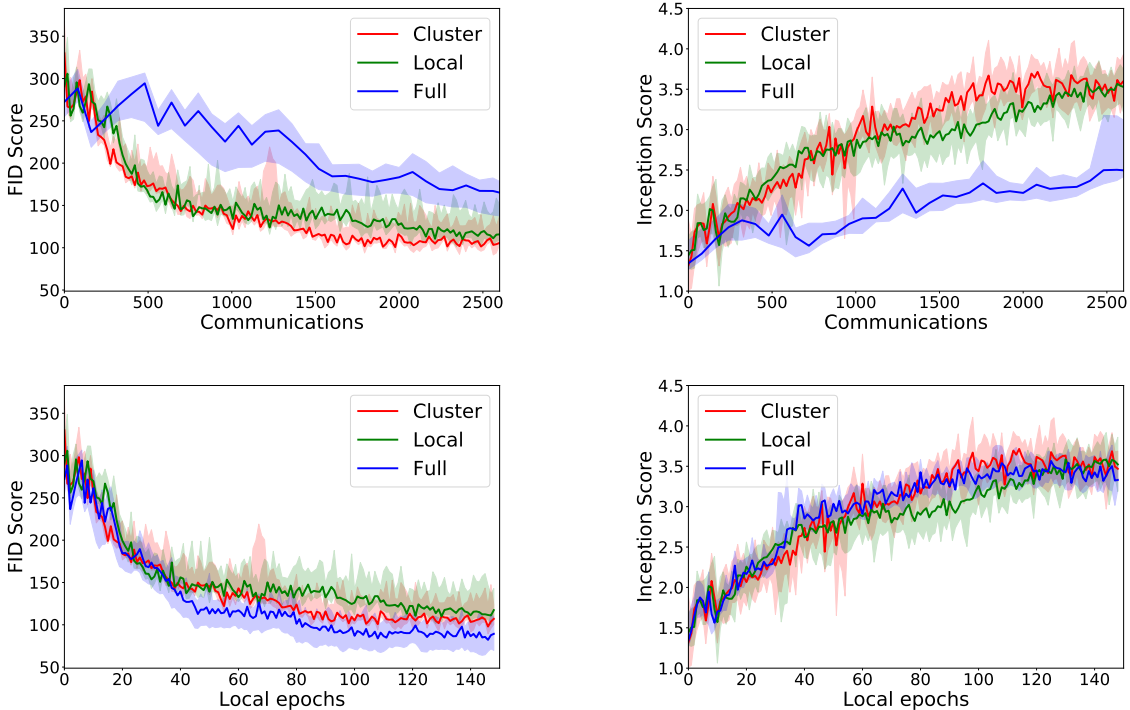 350
300
250
200
150
100
50
FID Score
0 500 1000 1500 2000 2500
Communications
Cluster
Local
Full
4.5
4.0
3.5
3.0
2.5
2.0
1.5
1.0
Inception Score
0 500 1000 1500 2000 2500
Communications
Cluster
Local
Full
350
300
250
200
150
100
50
FID Score
0 20 40 60 80 100 120 140
Local epochs
Cluster
Local
Full
4.5
4.0
3.5
3.0
2.5
2.0
1.5
1.0
Inception Score
0 20 40 60 80 100 120 140
Local epochs
Cluster
Local
Full